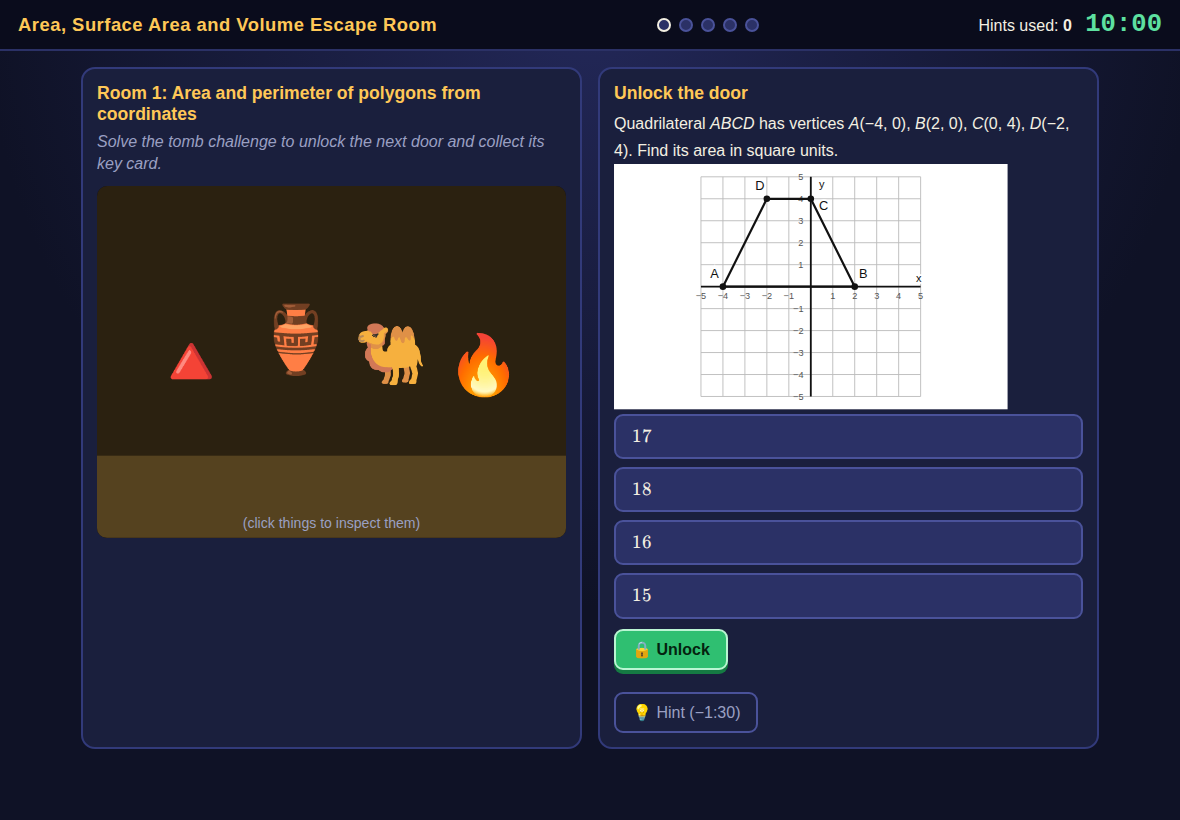 Area, Surface Area and Volume Escape Room
Hints used: 0 10:00
Room 1: Area and perimeter of polygons from
coordinates
Solve the tomb challenge to unlock the next door and collect its
key card.
(click things to inspect them)
Unlock the door
Quadrilateral ABCD has vertices A(−4, 0), B(2, 0), C(0, 4), D(−2,
4). Find its area in square units.
5
D y
4
C
3
2
1
A B
x
−5 −4 −3 −2 −1 1 2 3 4 5
−1
−2
−3
−4
−5
17
18
16
15
🔒 Unlock
💡 Hint (−1:30)